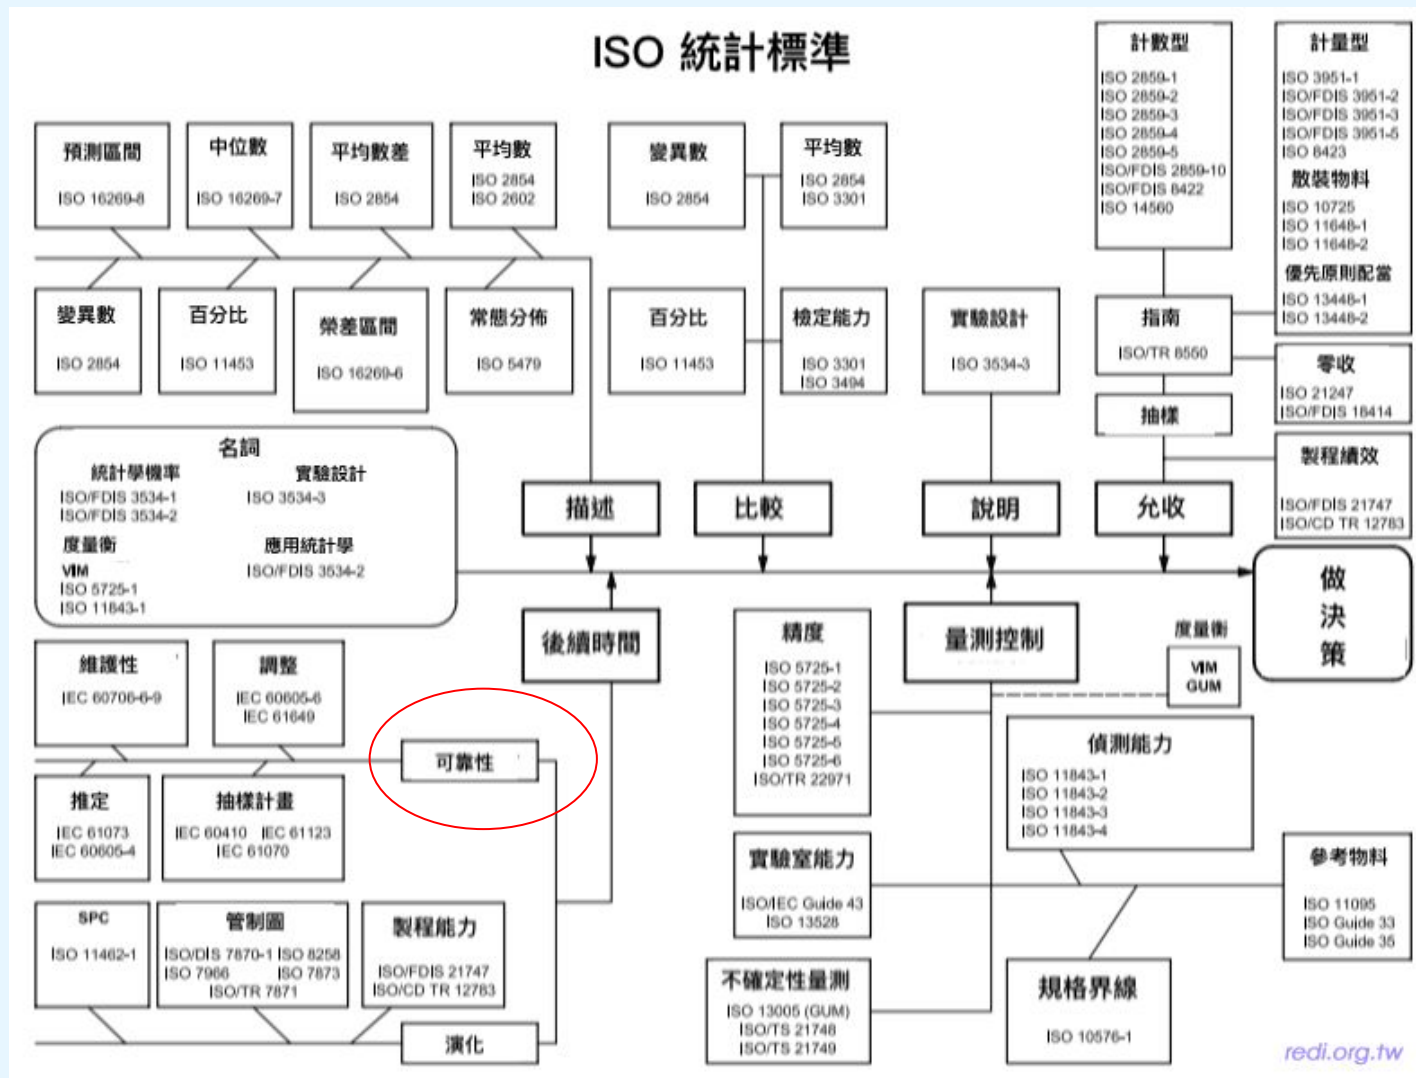 ISO 統計標準
預測區間
ISO 16269-8
中位數
ISO 16269-7
平均數差
ISO 2854
平均數
ISO 2854
ISO 2602
變異數
ISO 2854
平均數
ISO 2854
ISO 3301
計數型
ISO 2859-1
ISO 2859-2
ISO 2859-3
ISO 2859-4
ISO 2859-5
ISO/FDIS 2859-10
ISO/FDIS 8422
ISO 14560
計量型
ISO 3951-1
ISO/FDIS 3951-2
ISO/FDIS 3951-3
ISO/FDIS 3951-5
ISO 8423
散裝物料
ISO 10725
ISO 11648-1
ISO 11648-2
優先原則配當
ISO 13448-1
ISO 13448-2
變異數
ISO 2854
百分比
ISO 11453
榮差區間
ISO 16269-6
常態分佈
ISO 5479
百分比
ISO 11453
檢定能力
ISO 3301
ISO 3494
實驗設計
ISO 3534-3
指南
ISO/TR 8550
抽樣
零收
ISO 21247
ISO/FDIS 18414
製程績效
ISO/FDIS 21747
ISO/CD TR 12783
名詞
統計學機率
ISO/FDIS 3534-1
ISO/FDIS 3534-2
實驗設計
ISO 3534-3
度量衡
VIM
ISO 5725-1
ISO 11843-1
應用統計學
ISO/FDIS 3534-2
描述
比較
說明
允收
做
決
策
後續時間
量測控制
度量衡
VIM
GUM
維護性
IEC 60706-6-9
調整
IEC 60605-6
IEC 61649
可靠性
推定
IEC 61073
IEC 60605-4
抽樣計畫
IEC 60410 IEC 61123
IEC 61070
精度
ISO 5725-1
ISO 5725-2
ISO 5725-3
ISO 5725-4
ISO 5725-5
ISO 5725-6
ISO/TR 22971
偵測能力
ISO 11843-1
ISO 11843-2
ISO 11843-3
ISO 11843-4
實驗室能力
ISO/IEC Guide 43
ISO 13528
參考物料
ISO 11095
ISO Guide 33
ISO Guide 35
SPC
ISO 11462-1
管制圖
ISO/DIS 7870-1 ISO 8258
ISO 7966 ISO 7873
ISO/TR 7871
製程能力
ISO/FDIS 21747
ISO/CD TR 12783
演化
不確定性量測
ISO 13005 (GUM)
ISO/TS 21748
ISO/TS 21749
規格界線
ISO 10576-1
redi.org.tw